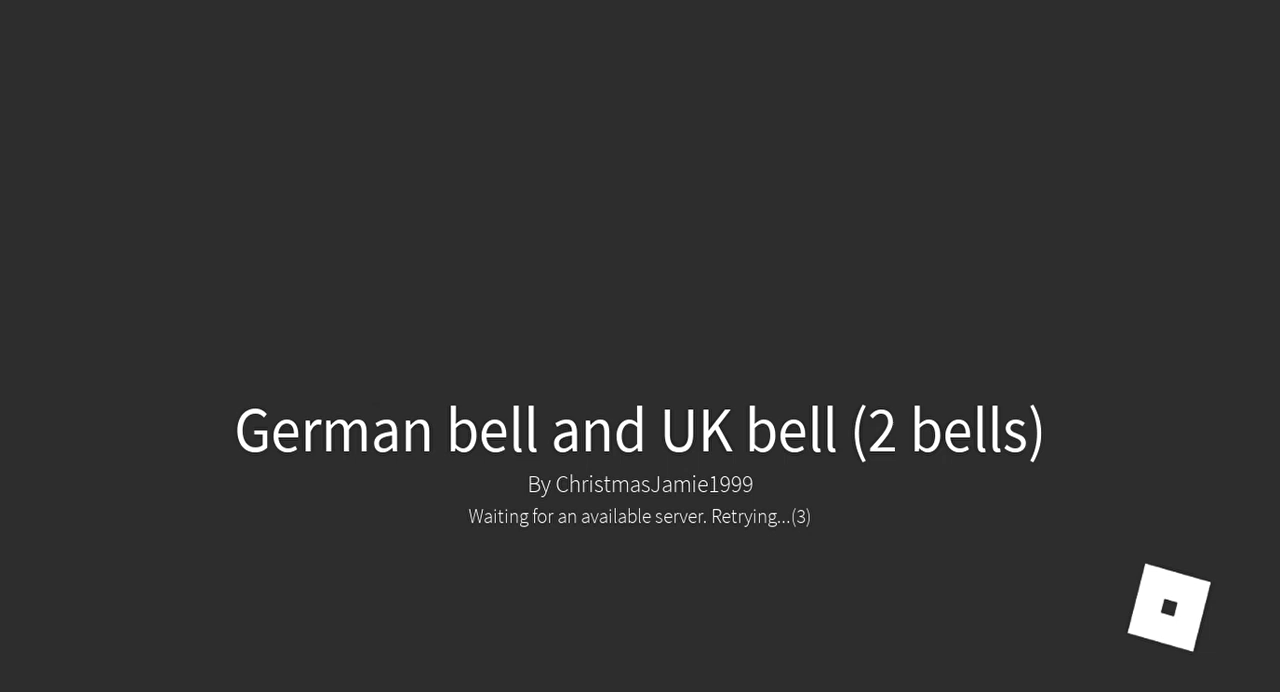 German bell and UK bell (2 bells)
By ChristmasJamie1999
Waiting for an available server. Retrying...(3)